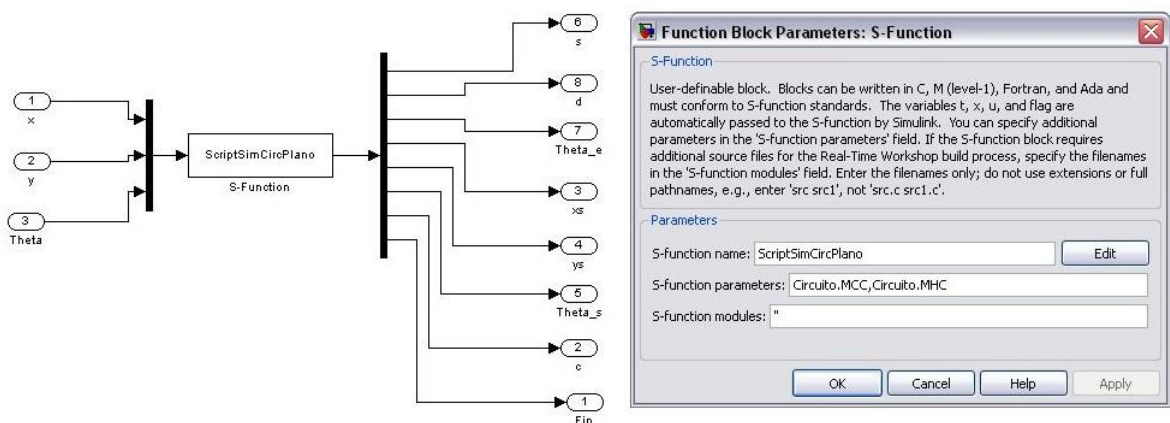 1
x
2
y
3
Theta
ScriptSimCircPlano
S-Function
6
s
8
d
7
Theta_e
3
xs
4
ys
5
Theta_s
2
c
1
Fin
Function Block Parameters: S-Function
S-Function
User-definable block. Blocks can be written in C, M (level-1), Fortran, and Ada and
must conform to S-function standards. The variables t, x, u, and flag are
automatically passed to the S-function by Simulink. You can specify additional
parameters in the 'S-function parameters' field. If the S-function block requires
additional source files for the Real-Time Workshop build process, specify the filenames
in the 'S-function modules' field. Enter the filenames only; do not use extensions or full
pathnames, e.g., enter 'src src1', not 'src.c src1.c'.
Parameters
S-function name: ScriptSimCircPlano Edit
S-function parameters: Circuito.MCC,Circuito.MHC
S-function modules: ''
OK Cancel Help Apply